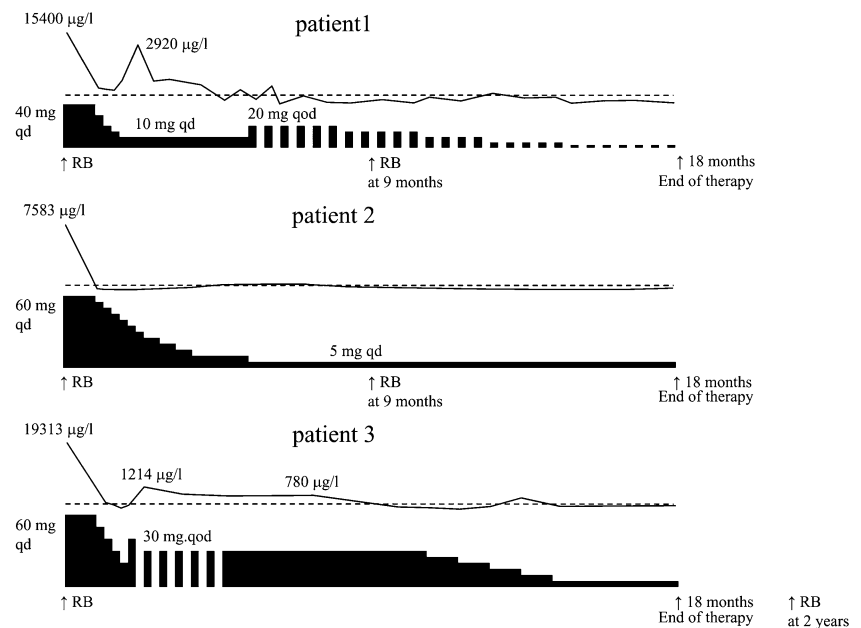 15400 µg/l
patient1
2920 µg/l
40 mg
qd
10 mg qd
20 mg qod
↑ RB
↑ RB
at 9 months
↑ 18 months
End of therapy
7583 µg/l
patient 2
60 mg
qd
5 mg qd
↑ RB
↑ RB
at 9 months
↑ 18 months
End of therapy
19313 µg/l
patient 3
1214 µg/l
780 µg/l
60 mg
qd
30 mg.qod
↑ RB
↑ 18 months
End of therapy
↑ RB
at 2 years